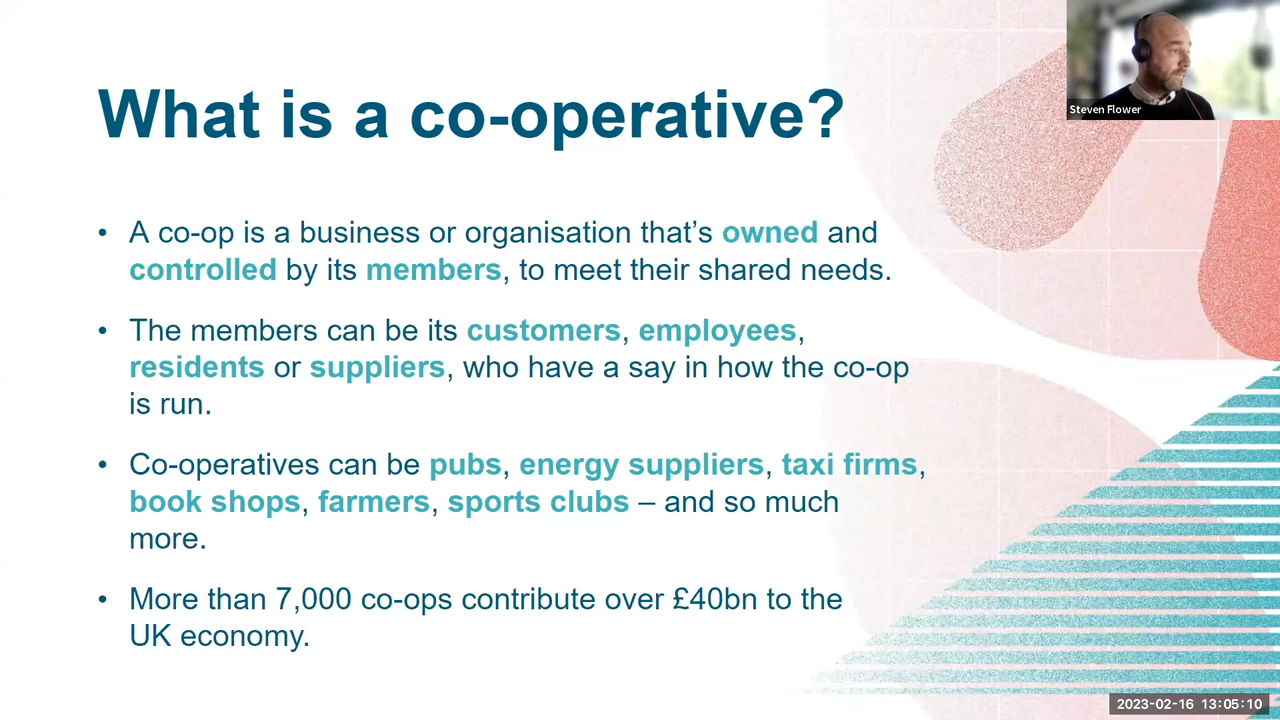 What is a co-operative?
Steven Flower
• A co-op is a business or organisation that’s owned and
controlled by its members, to meet their shared needs.
• The members can be its customers, employees,
residents or suppliers, who have a say in how the co-op
is run.
• Co-operatives can be pubs, energy suppliers, taxi firms,
book shops, farmers, sports clubs – and so much
more.
• More than 7,000 co-ops contribute over £40bn to the
UK economy.
2023-02-16 13:05:10